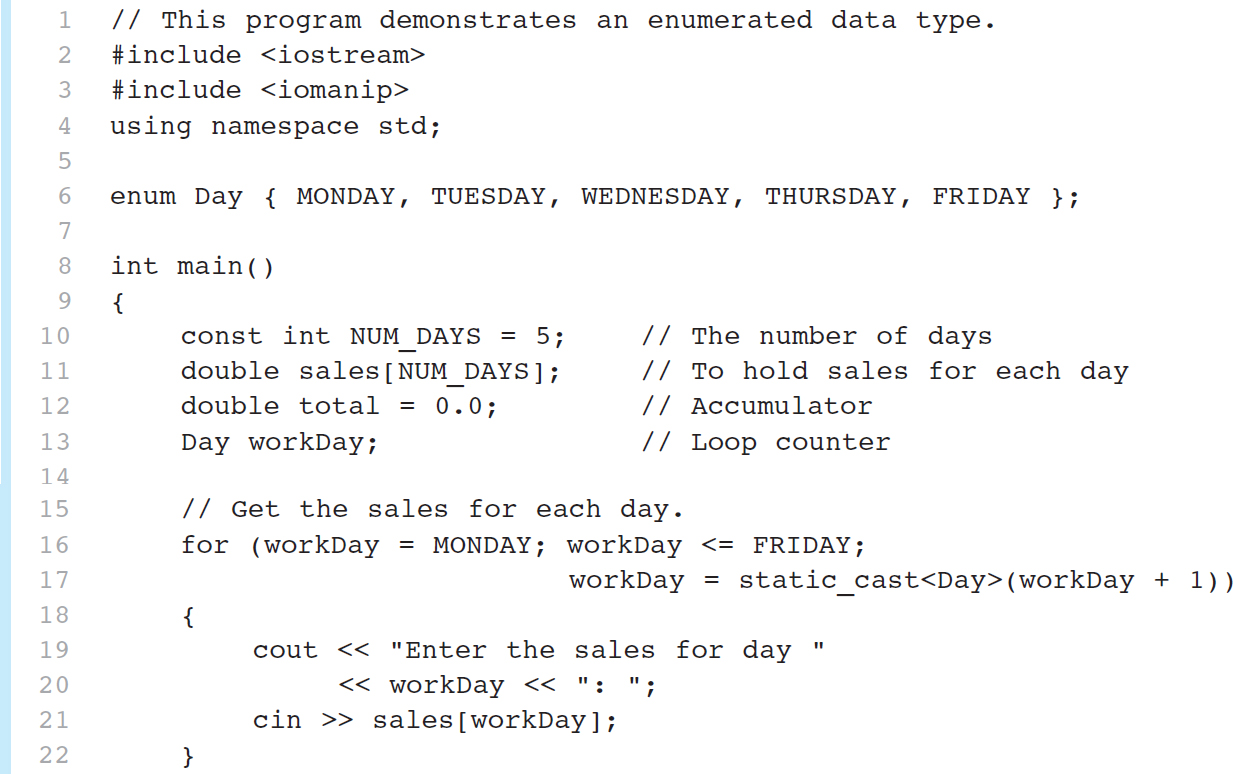 1 // This program demonstrates an enumerated data type.
2 #include <iostream>
3 #include <iomanip>
4 using namespace std;
5
6 enum Day { MONDAY, TUESDAY, WEDNESDAY, THURSDAY, FRIDAY };
7
8 int main()
9 {
10 const int NUM_DAYS = 5; // The number of days
11 double sales[NUM_DAYS]; // To hold sales for each day
12 double total = 0.0; // Accumulator
13 Day workDay; // Loop counter
14
15 // Get the sales for each day.
16 for (workDay = MONDAY; workDay <= FRIDAY;
17 workDay = static_cast<Day>(workDay + 1))
18 {
19 cout << "Enter the sales for day "
20 << workDay << ": ";
21 cin >> sales[workDay];
22 }